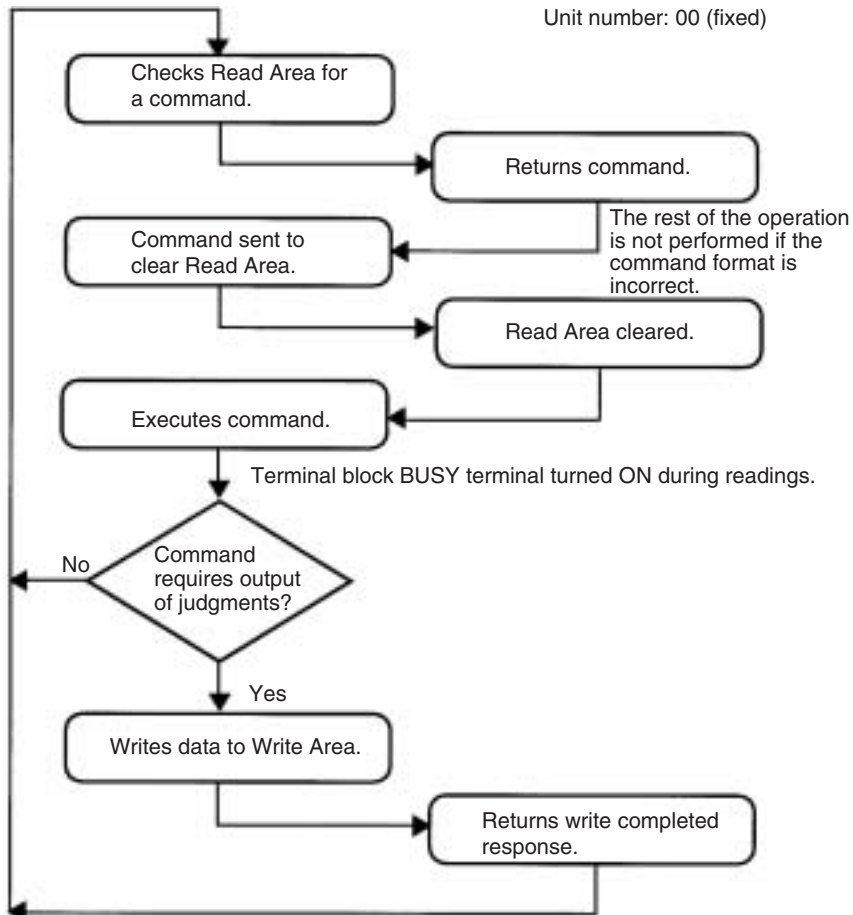 Unit number: 00 (fixed)
Checks Read Area for
a command.
Returns command.
The rest of the operation
is not performed if the
command format is
incorrect.
Command sent to
clear Read Area.
Read Area cleared.
Executes command.
Terminal block BUSY terminal turned ON during readings.
No
Command
requires output
of judgments?
Yes
Writes data to Write Area.
Returns write completed
response.